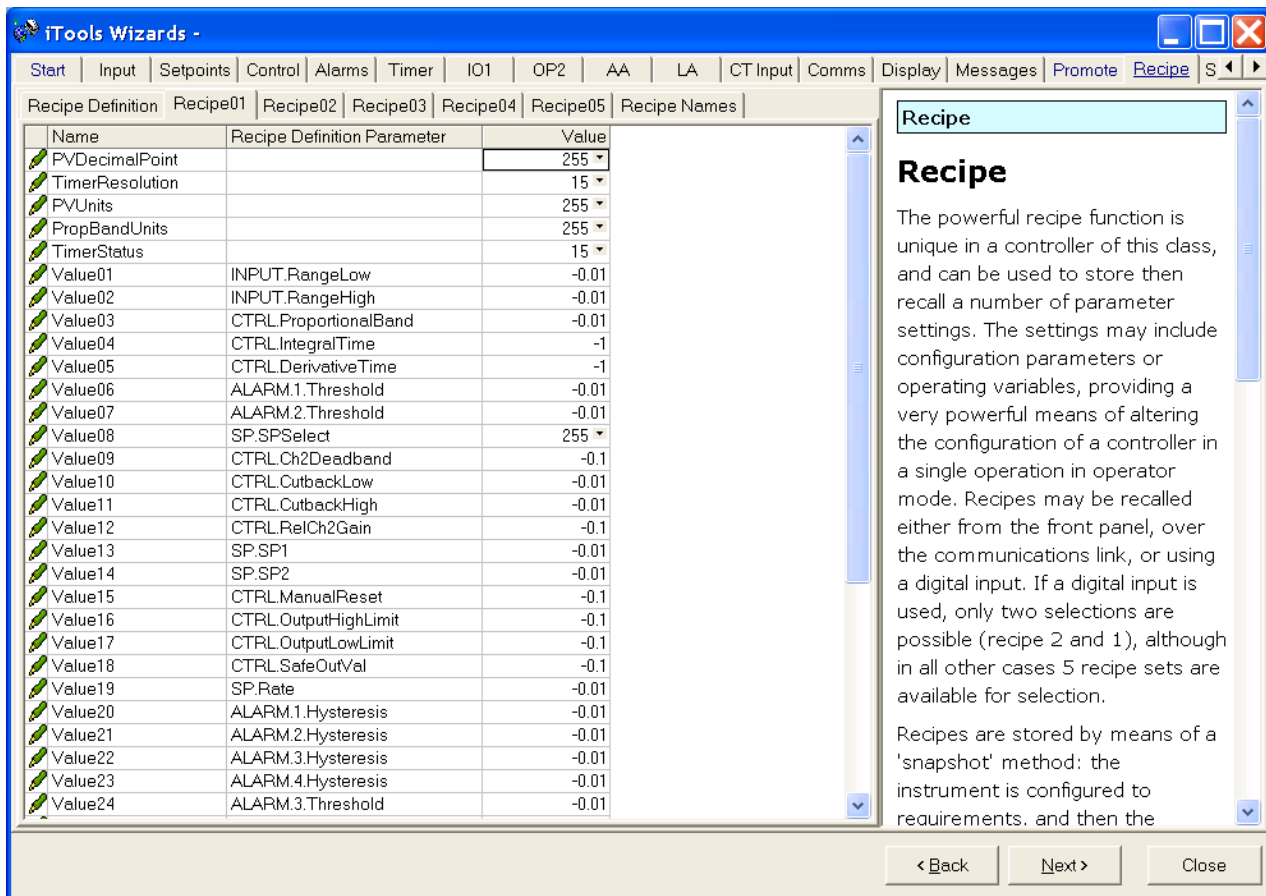 iTools Wizards -
Start Input Setpoints Control Alarms Timer IO1 OP2 AA LA CT Input Comms Display Messages Promote Recipe S
Recipe Definition Recipe01 Recipe02 Recipe03 Recipe04 Recipe05 Recipe Names
Name Recipe Definition Parameter Value
PVDecimalPoint 255
TimerResolution 15
PVUnits 255
PropBandUnits 255
TimerStatus 15
Value01 INPUT.RangeLow -0.01
Value02 INPUT.RangeHigh -0.01
Value03 CTRL.ProportionalBand -0.01
Value04 CTRL.IntegralTime -1
Value05 CTRL.DerivativeTime -1
Value06 ALARM.1.Threshold -0.01
Value07 ALARM.2.Threshold -0.01
Value08 SP.SPSelect 255
Value09 CTRL.Ch2Deadband -0.1
Value10 CTRL.CutbackLow -0.01
Value11 CTRL.CutbackHigh -0.01
Value12 CTRL.RelCh2Gain -0.1
Value13 SP.SP1 -0.01
Value14 SP.SP2 -0.01
Value15 CTRL.ManualReset -0.1
Value16 CTRL.OutputHighLimit -0.1
Value17 CTRL.OutputLowLimit -0.1
Value18 CTRL.SafeOutVal -0.1
Value19 SP.Rate -0.01
Value20 ALARM.1.Hysteresis -0.01
Value21 ALARM.2.Hysteresis -0.01
Value22 ALARM.3.Hysteresis -0.01
Value23 ALARM.4.Hysteresis -0.01
Value24 ALARM.3.Threshold -0.01
Recipe
Recipe
The powerful recipe function is
unique in a controller of this class,
and can be used to store then
recall a number of parameter
settings. The settings may include
configuration parameters or
operating variables, providing a
very powerful means of altering
the configuration of a controller in
a single operation in operator
mode. Recipes may be recalled
either from the front panel, over
the communications link, or using
a digital input. If a digital input is
used, only two selections are
possible (recipe 2 and 1), although
in all other cases 5 recipe sets are
available for selection.
Recipes are stored by means of a
'snapshot' method: the
instrument is configured to
requirements, and then the
< Back Next > Close